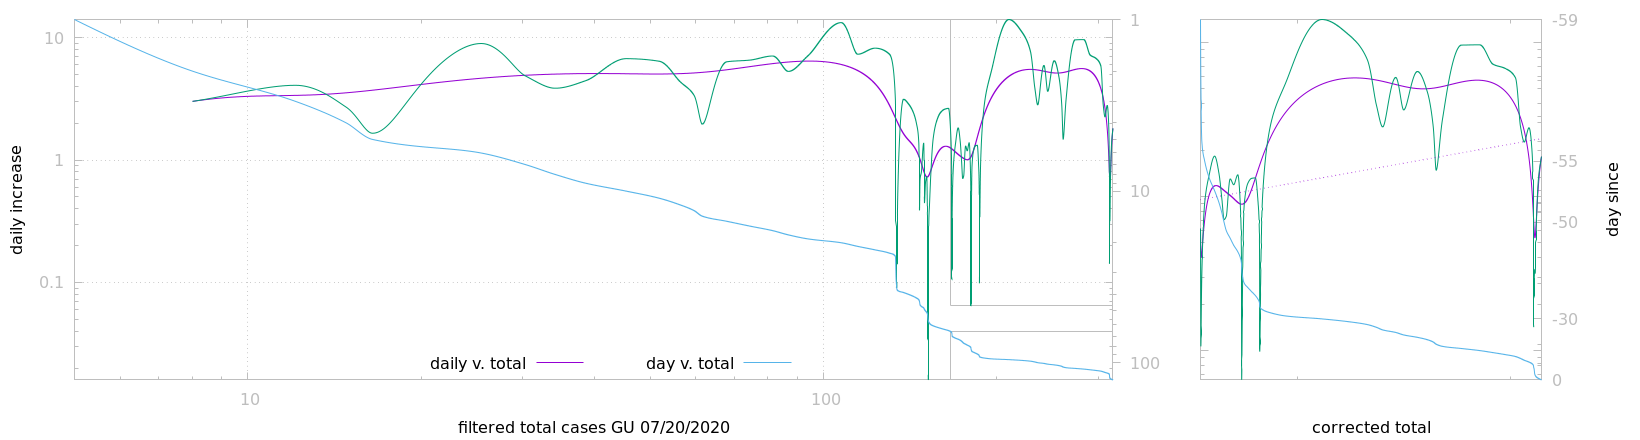 10
1
0.1
daily increase
1
10
100
daily v. total
day v. total
10
100
filtered total cases GU 07/20/2020
-59
-55
-50
-30
0
day since
corrected total